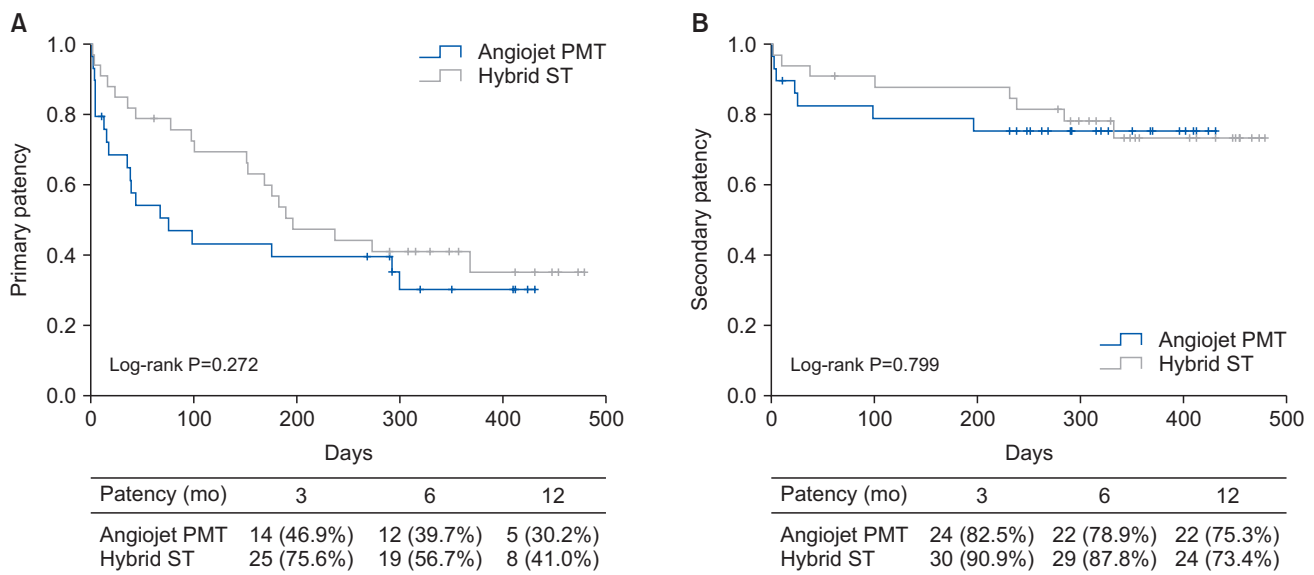 A
1.0
0.8
0.6
0.4
0.2
0.0
Primary patency
Angiojet PMT
Hybrid ST
Log-rank P=0.272
0 100 200 300 400 500
Days
Patency (mo) 3 6 12
Angiojet PMT 14 (46.9%) 12 (39.7%) 5 (30.2%)
Hybrid ST 25 (75.6%) 19 (56.7%) 8 (41.0%)
B
1.0
0.8
0.6
0.4
0.2
0.0
Secondary patency
Angiojet PMT
Hybrid ST
Log-rank P=0.799
0 100 200 300 400 500
Days
Patency (mo) 3 6 12
Angiojet PMT 24 (82.5%) 22 (78.9%) 22 (75.3%)
Hybrid ST 30 (90.9%) 29 (87.8%) 24 (73.4%)